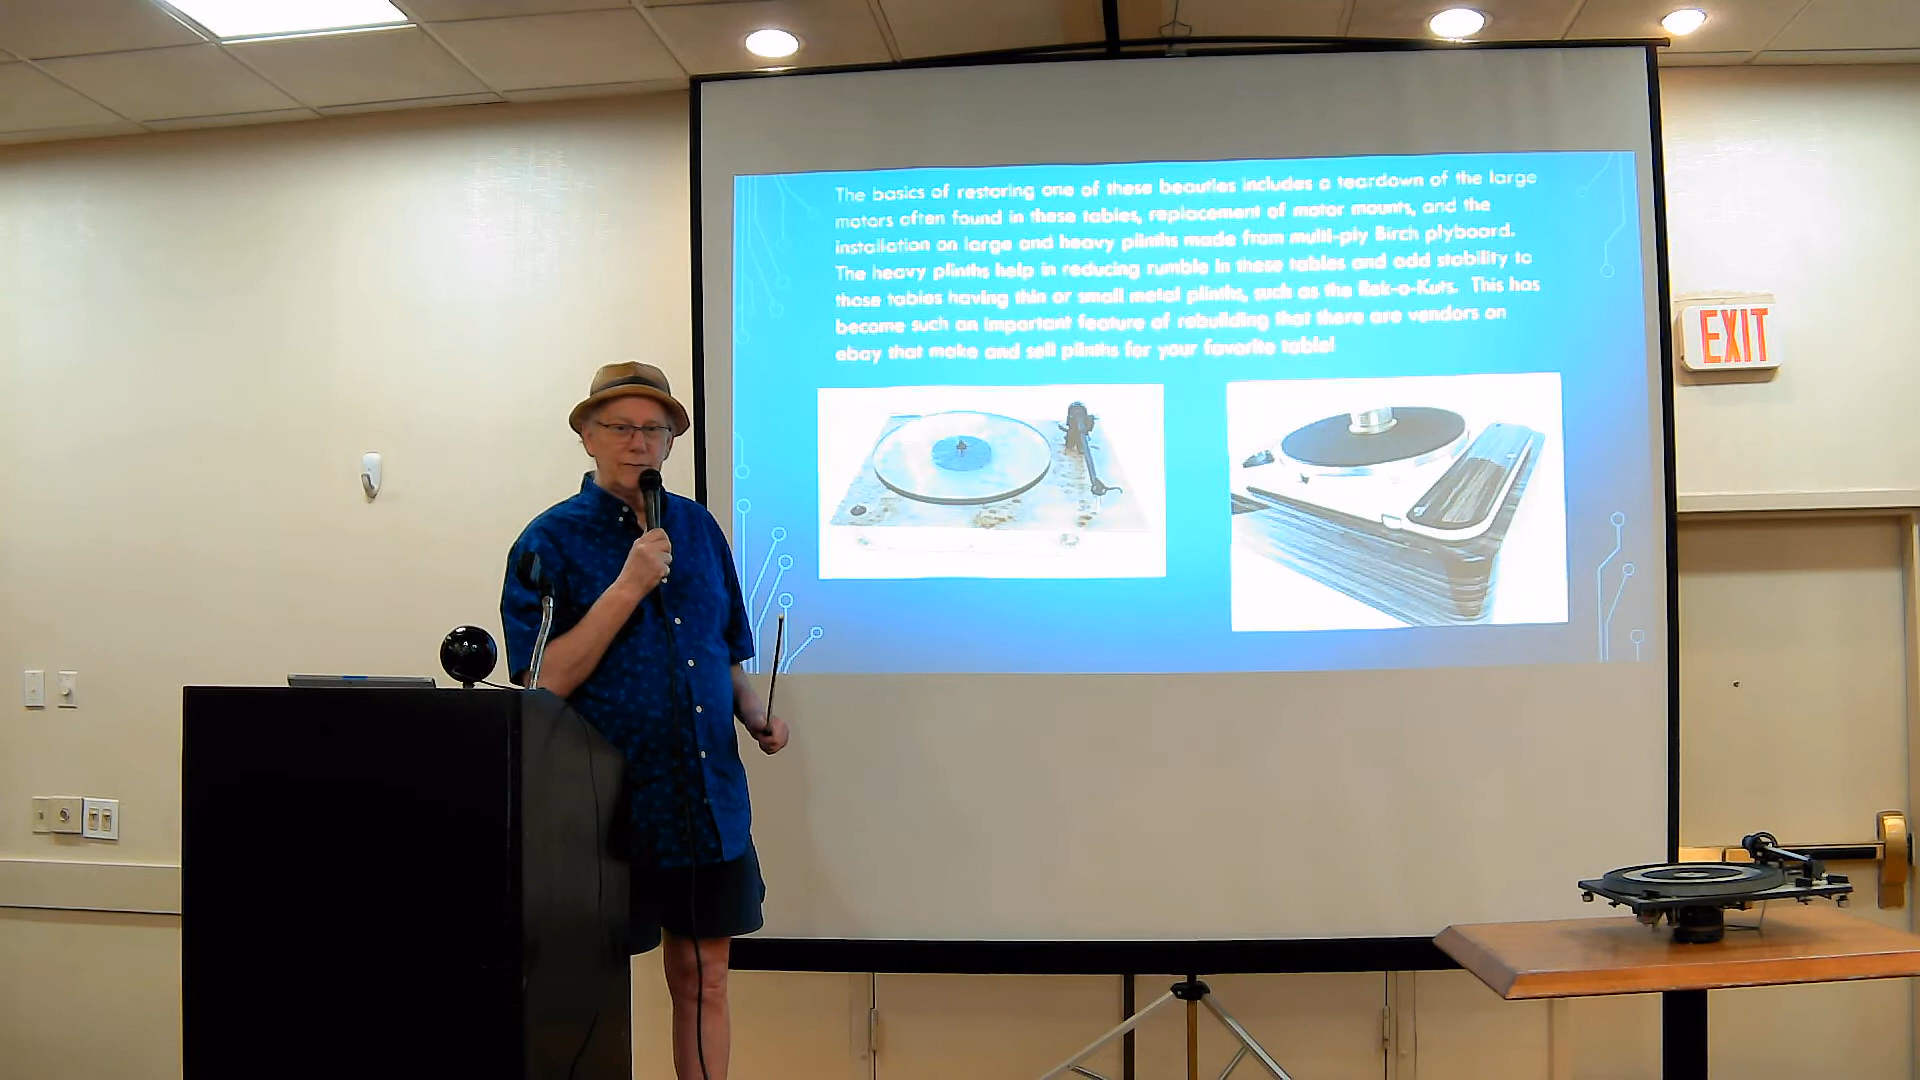 The basics of restoring one of these beauties includes a teardown of the large
motors often found in these tables, replacement of motor mounts, and the
installation on large and heavy plinths made from multi-ply Birch plyboard.
The heavy plinths help in reducing rumble in these tables and add stability to
those tables having thin or small metal plinths, such as the Rek-o-Kuts. This has
become such an important feature of rebuilding that there are vendors on
ebay that make and sell plinths for your favorite table!
EXIT